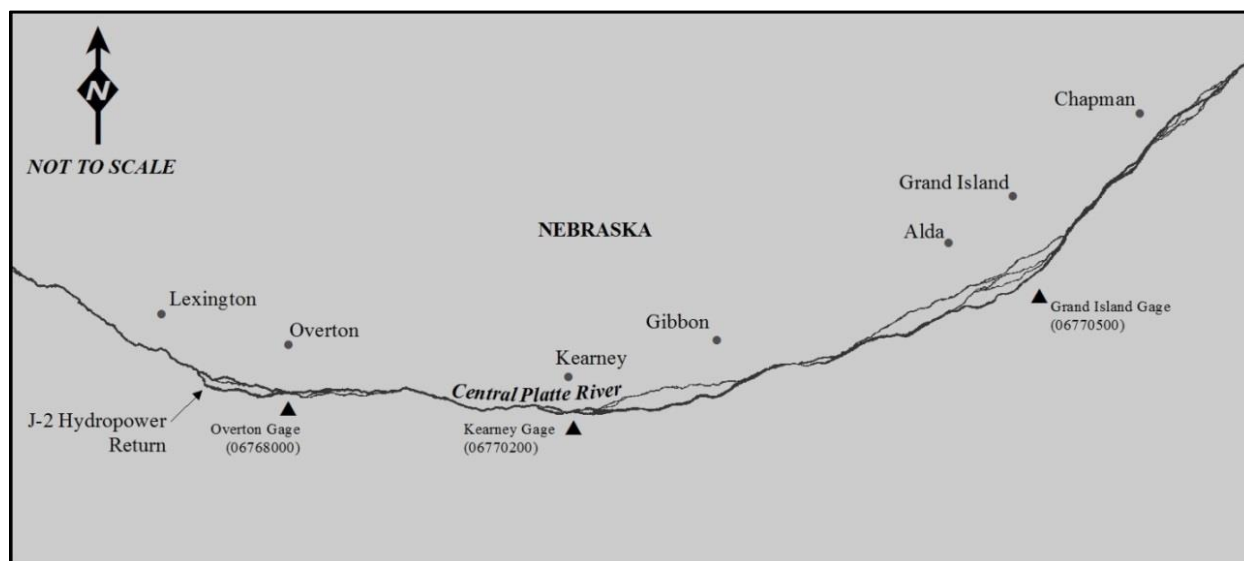 N
NOT TO SCALE
Chapman
Grand Island
NEBRASKA
Alda
Lexington
Overton
Gibbon
Kearney
Central Platte River
J-2 Hydropower
Return
Overton Gage
(06768000)
Kearney Gage
(06770200)
Grand Island Gage
(06770500)